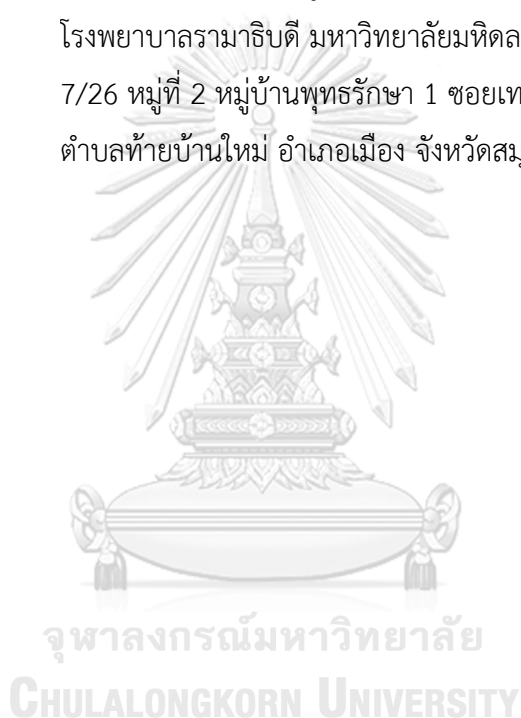 โรงพยาบาลรามาธิบดี มหาวิทยาลัยมหิดล
7/26 หมู่ที่ 2 หมู่บ้านพุทธรักษา 1 ซอยเท
ตำบลท้ายบ้านใหม่ อำเภอเมือง จังหวัดสมุ
จุฬาลงกรณ์มหาวิทยาลัย
CHULALONGKORN UNIVERSITY